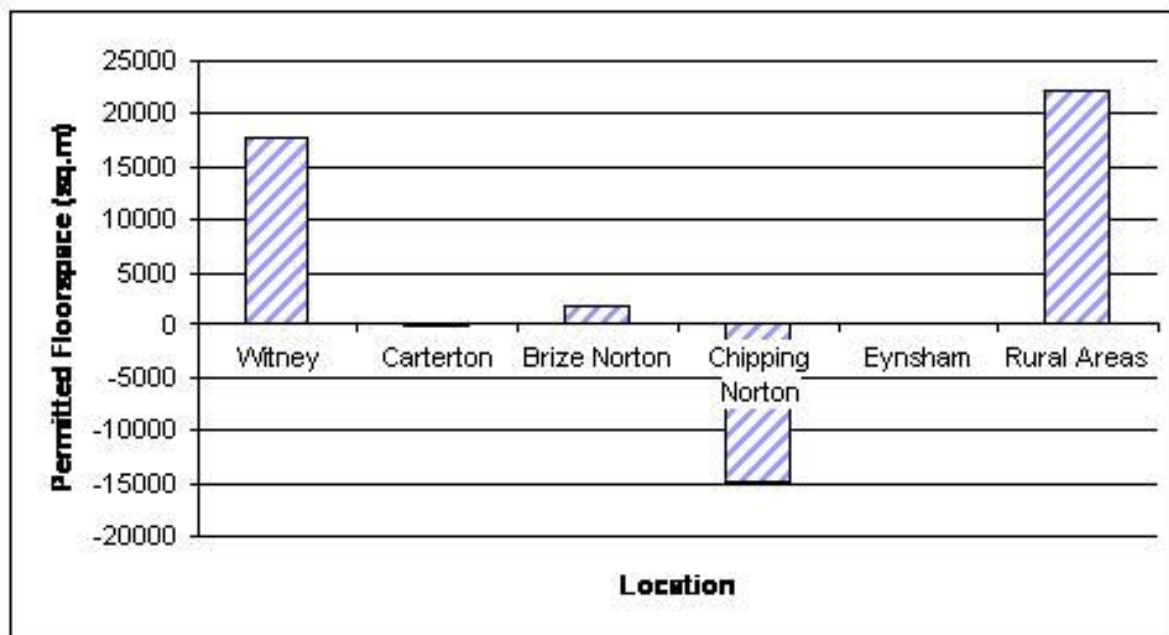 Permitted Floorspace (sq.m)
25000
20000
15000
10000
5000
0
-5000
-10000
-15000
-20000
Witney
Carterton
Brize Norton
Chipping
Norton
Eynsham
Rural Areas
Location